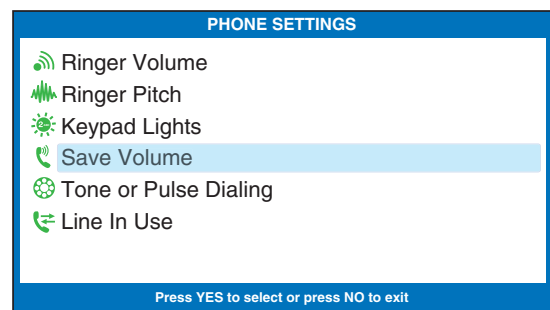 PHONE SETTINGS
Ringer Volume
Ringer Pitch
Keypad Lights
Save Volume
Tone or Pulse Dialing
Line In Use
Press YES to select or press NO to exit